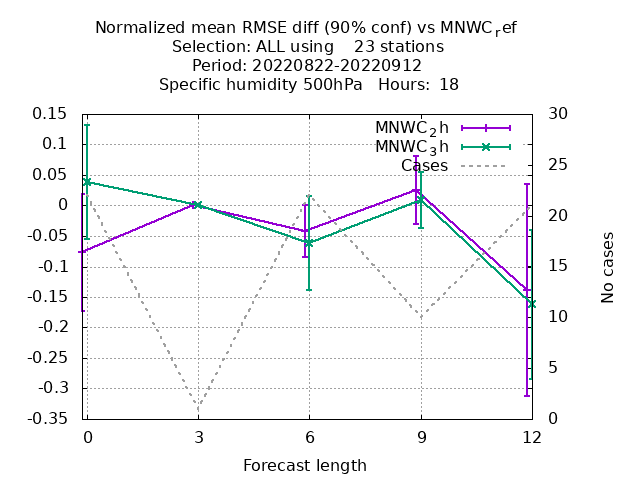 Normalized mean RMSE diff (90% conf) vs MNWC_ref
Selection: ALL using    23 stations
Period: 20220822-20220912
Specific humidity 500hPa   Hours:  18
MNWC_2h
MNWC_3h
Cases
0.15
0.1
0.05
0
-0.05
-0.1
-0.15
-0.2
-0.25
-0.3
-0.35
30
25
20
15
10
5
0
No cases
0 3 6 9 12
Forecast length